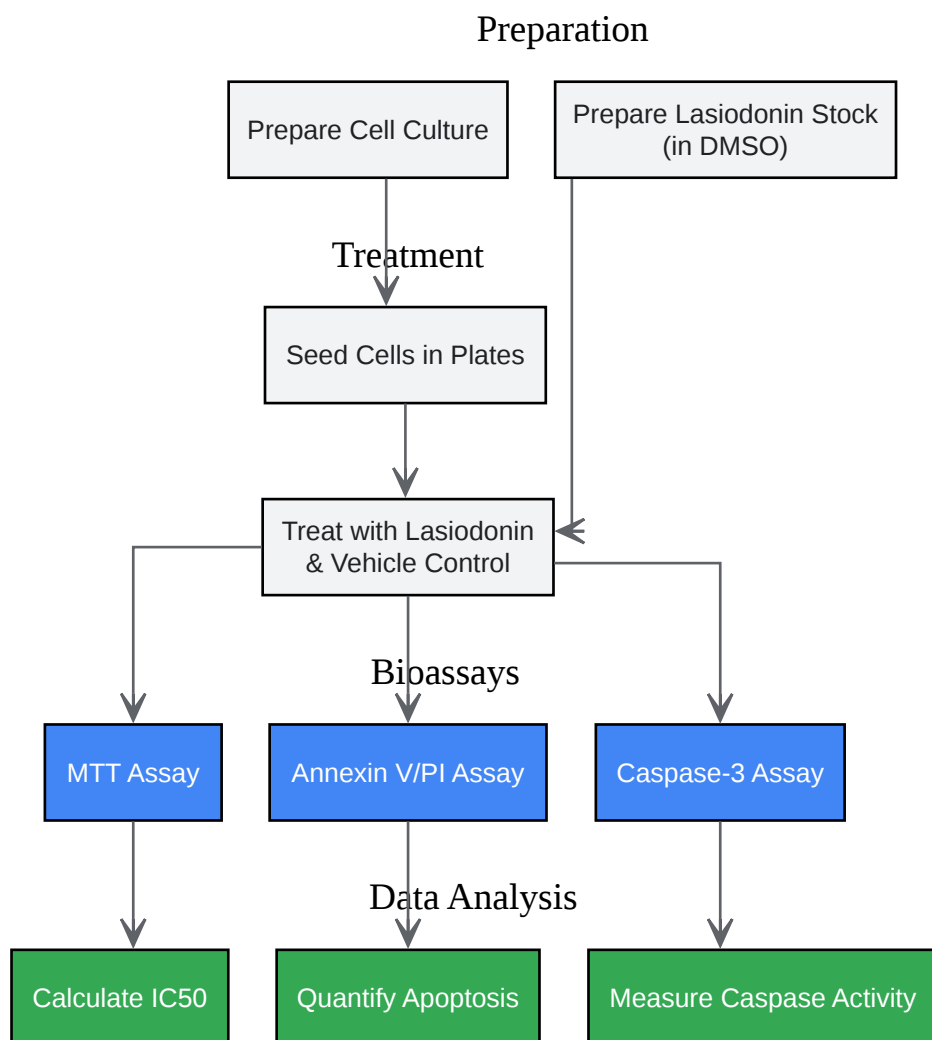 Preparation
Prepare Cell Culture
Prepare Lasiodonin Stock
(in DMSO)
Treatment
Seed Cells in Plates
Treat with Lasiodonin
& Vehicle Control
Bioassays
MTT Assay
Annexin V/PI Assay
Caspase-3 Assay
Data Analysis
Calculate IC50
Quantify Apoptosis
Measure Caspase Activity